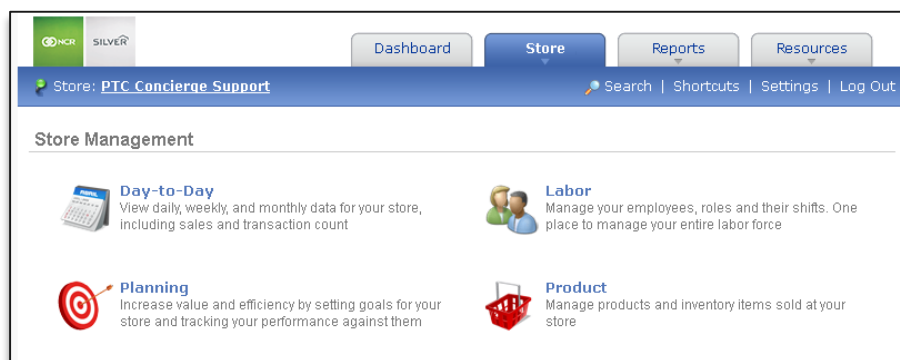 NCR SILVER
Dashboard Store Reports Resources
Store: PTC Concierge Support Search | Shortcuts | Settings | Log Out
Store Management
Day-to-Day
View daily, weekly, and monthly data for your store,
including sales and transaction count
Labor
Manage your employees, roles and their shifts. One
place to manage your entire labor force
Planning
Increase value and efficiency by setting goals for your
store and tracking your performance against them
Product
Manage products and inventory items sold at your
store